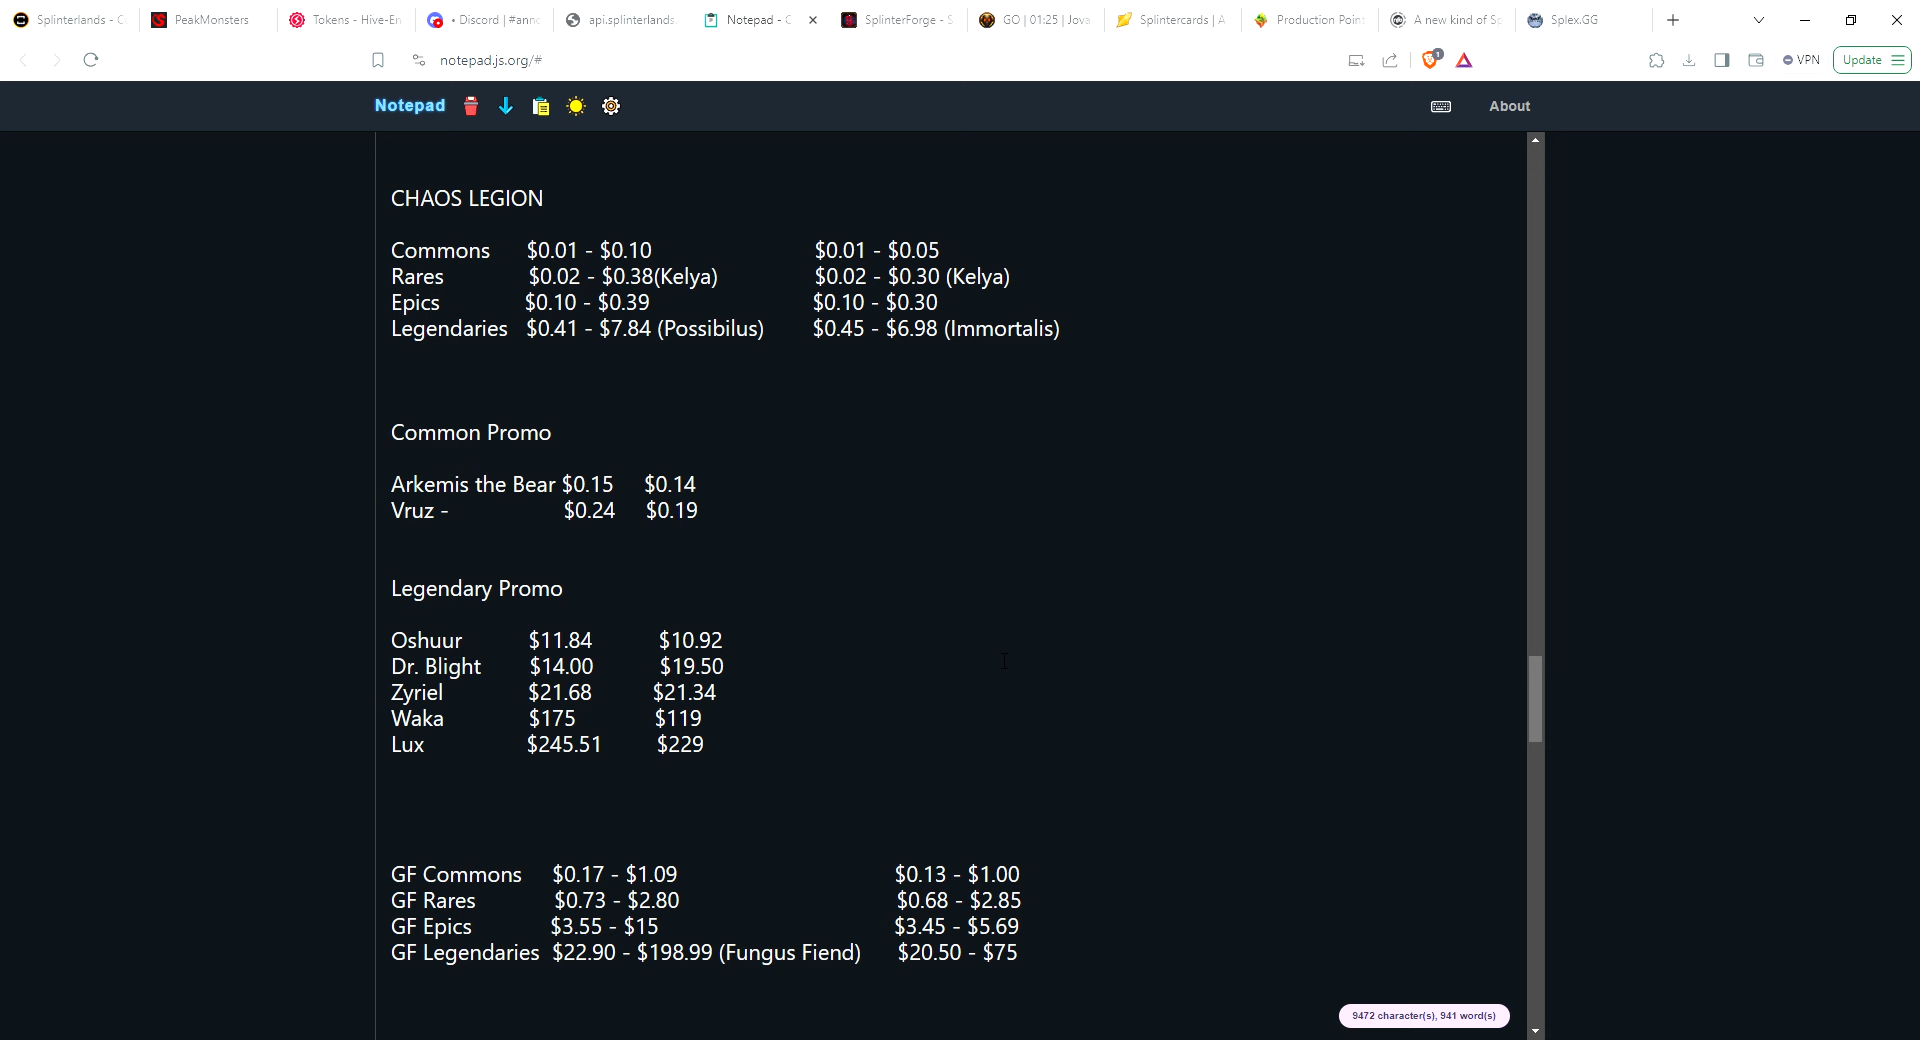 Splinterlands - C
PeakMonsters
Tokens - Hive-En
• Discord | #anno
api.splinterlands.
Notepad - C
SplinterForge - S
GO | 01:25 | Jova
Splintercards | A
Production Point
A new kind of Sp
Splex.GG
notepad.js.org/#
1
VPN
Update
Notepad
About
CHAOS LEGION
Commons $0.01 - $0.10 $0.01 - $0.05
Rares $0.02 - $0.38(Kelya) $0.02 - $0.30 (Kelya)
Epics $0.10 - $0.39 $0.10 - $0.30
Legendaries $0.41 - $7.84 (Possibilus) $0.45 - $6.98 (Immortalis)
Common Promo
Arkemis the Bear $0.15 $0.14
Vruz - $0.24 $0.19
Legendary Promo
Oshuur $11.84 $10.92
Dr. Blight $14.00 $19.50
Zyriel $21.68 $21.34
Waka $175 $119
Lux $245.51 $229
GF Commons $0.17 - $1.09 $0.13 - $1.00
GF Rares $0.73 - $2.80 $0.68 - $2.85
GF Epics $3.55 - $15 $3.45 - $5.69
GF Legendaries $22.90 - $198.99 (Fungus Fiend) $20.50 - $75
9472 character(s), 941 word(s)